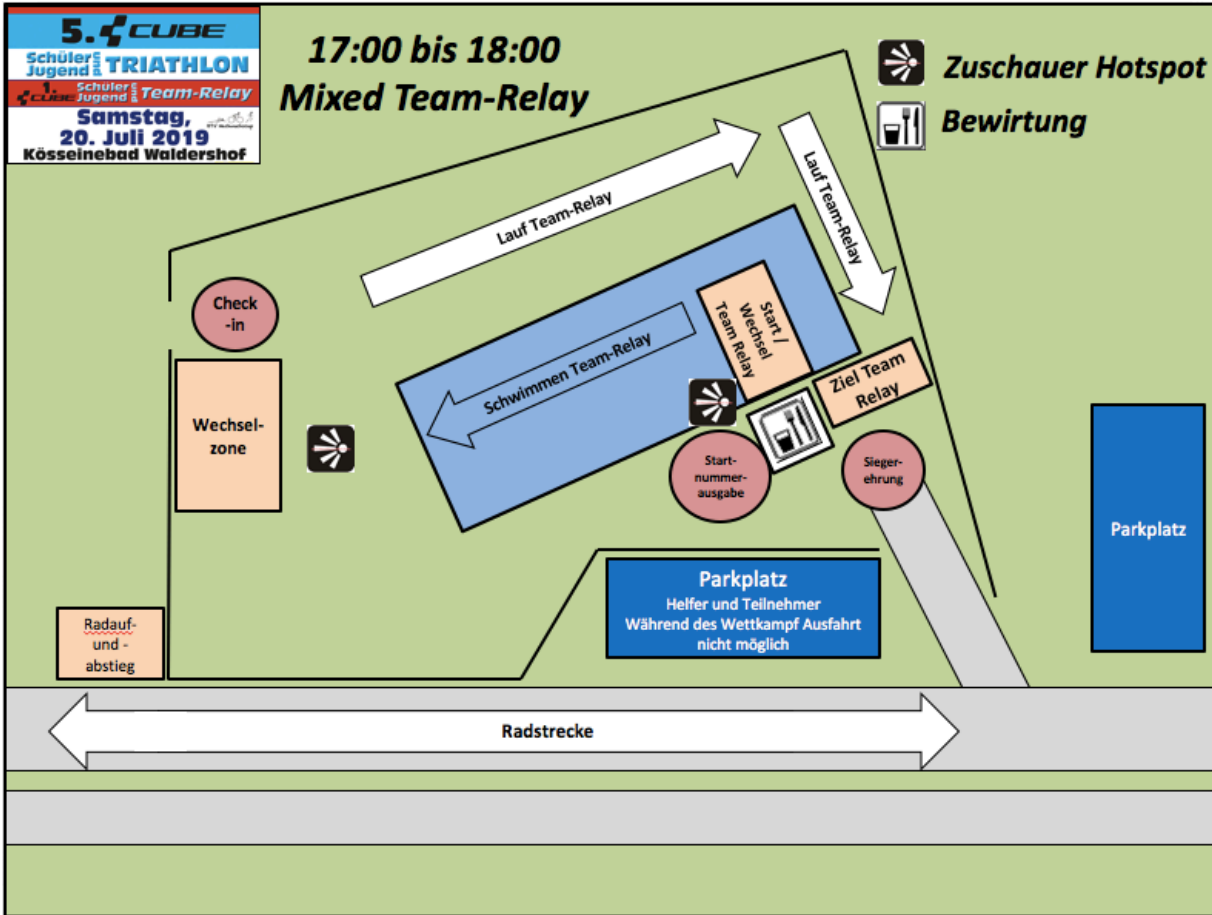 5. CUBE
Schüler und
Jugend TRIATHLON
1. CUBE Schüler und Jugend Team-Relay
Samstag,
20. Juli 2019
Kösseinebad Waldershof
17:00 bis 18:00
Mixed Team-Relay
Zuschauer Hotspot
Bewirtung
Lauf Team-Relay
Lauf Team-Relay
Check
-in
Start /
Wechsel
Team Relay
Schwimmen Team-Relay
Ziel Team
Relay
Wechsel-
zone
Start-
nummer-
ausgabe
Sieger-
ehrung
Parkplatz
Parkplatz
Helfer und Teilnehmer
Während des Wettkampf Ausfahrt
nicht möglich
Radauf-
und -
abstieg
Radstrecke